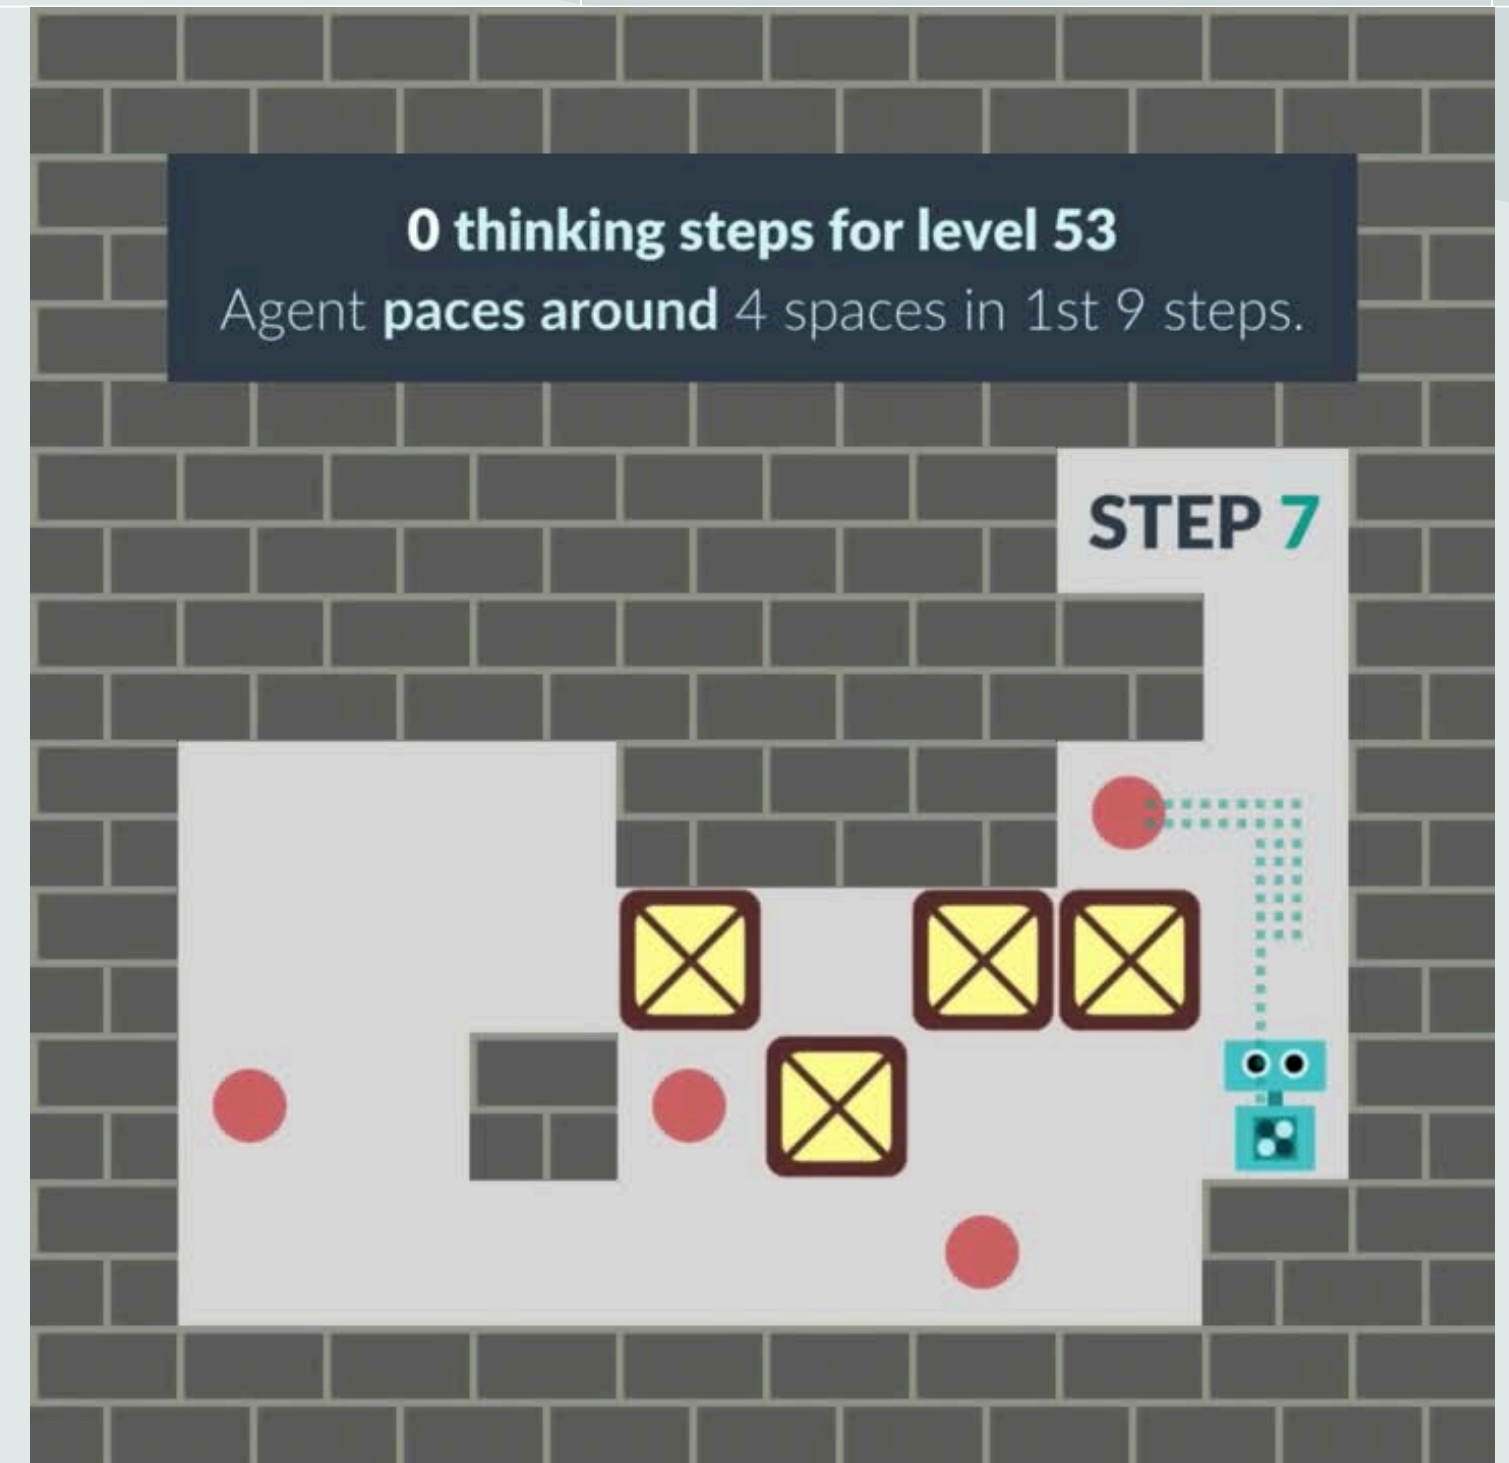 0 thinking steps for level 53
Agent paces around 4 spaces in 1st 9 steps.
STEP 7